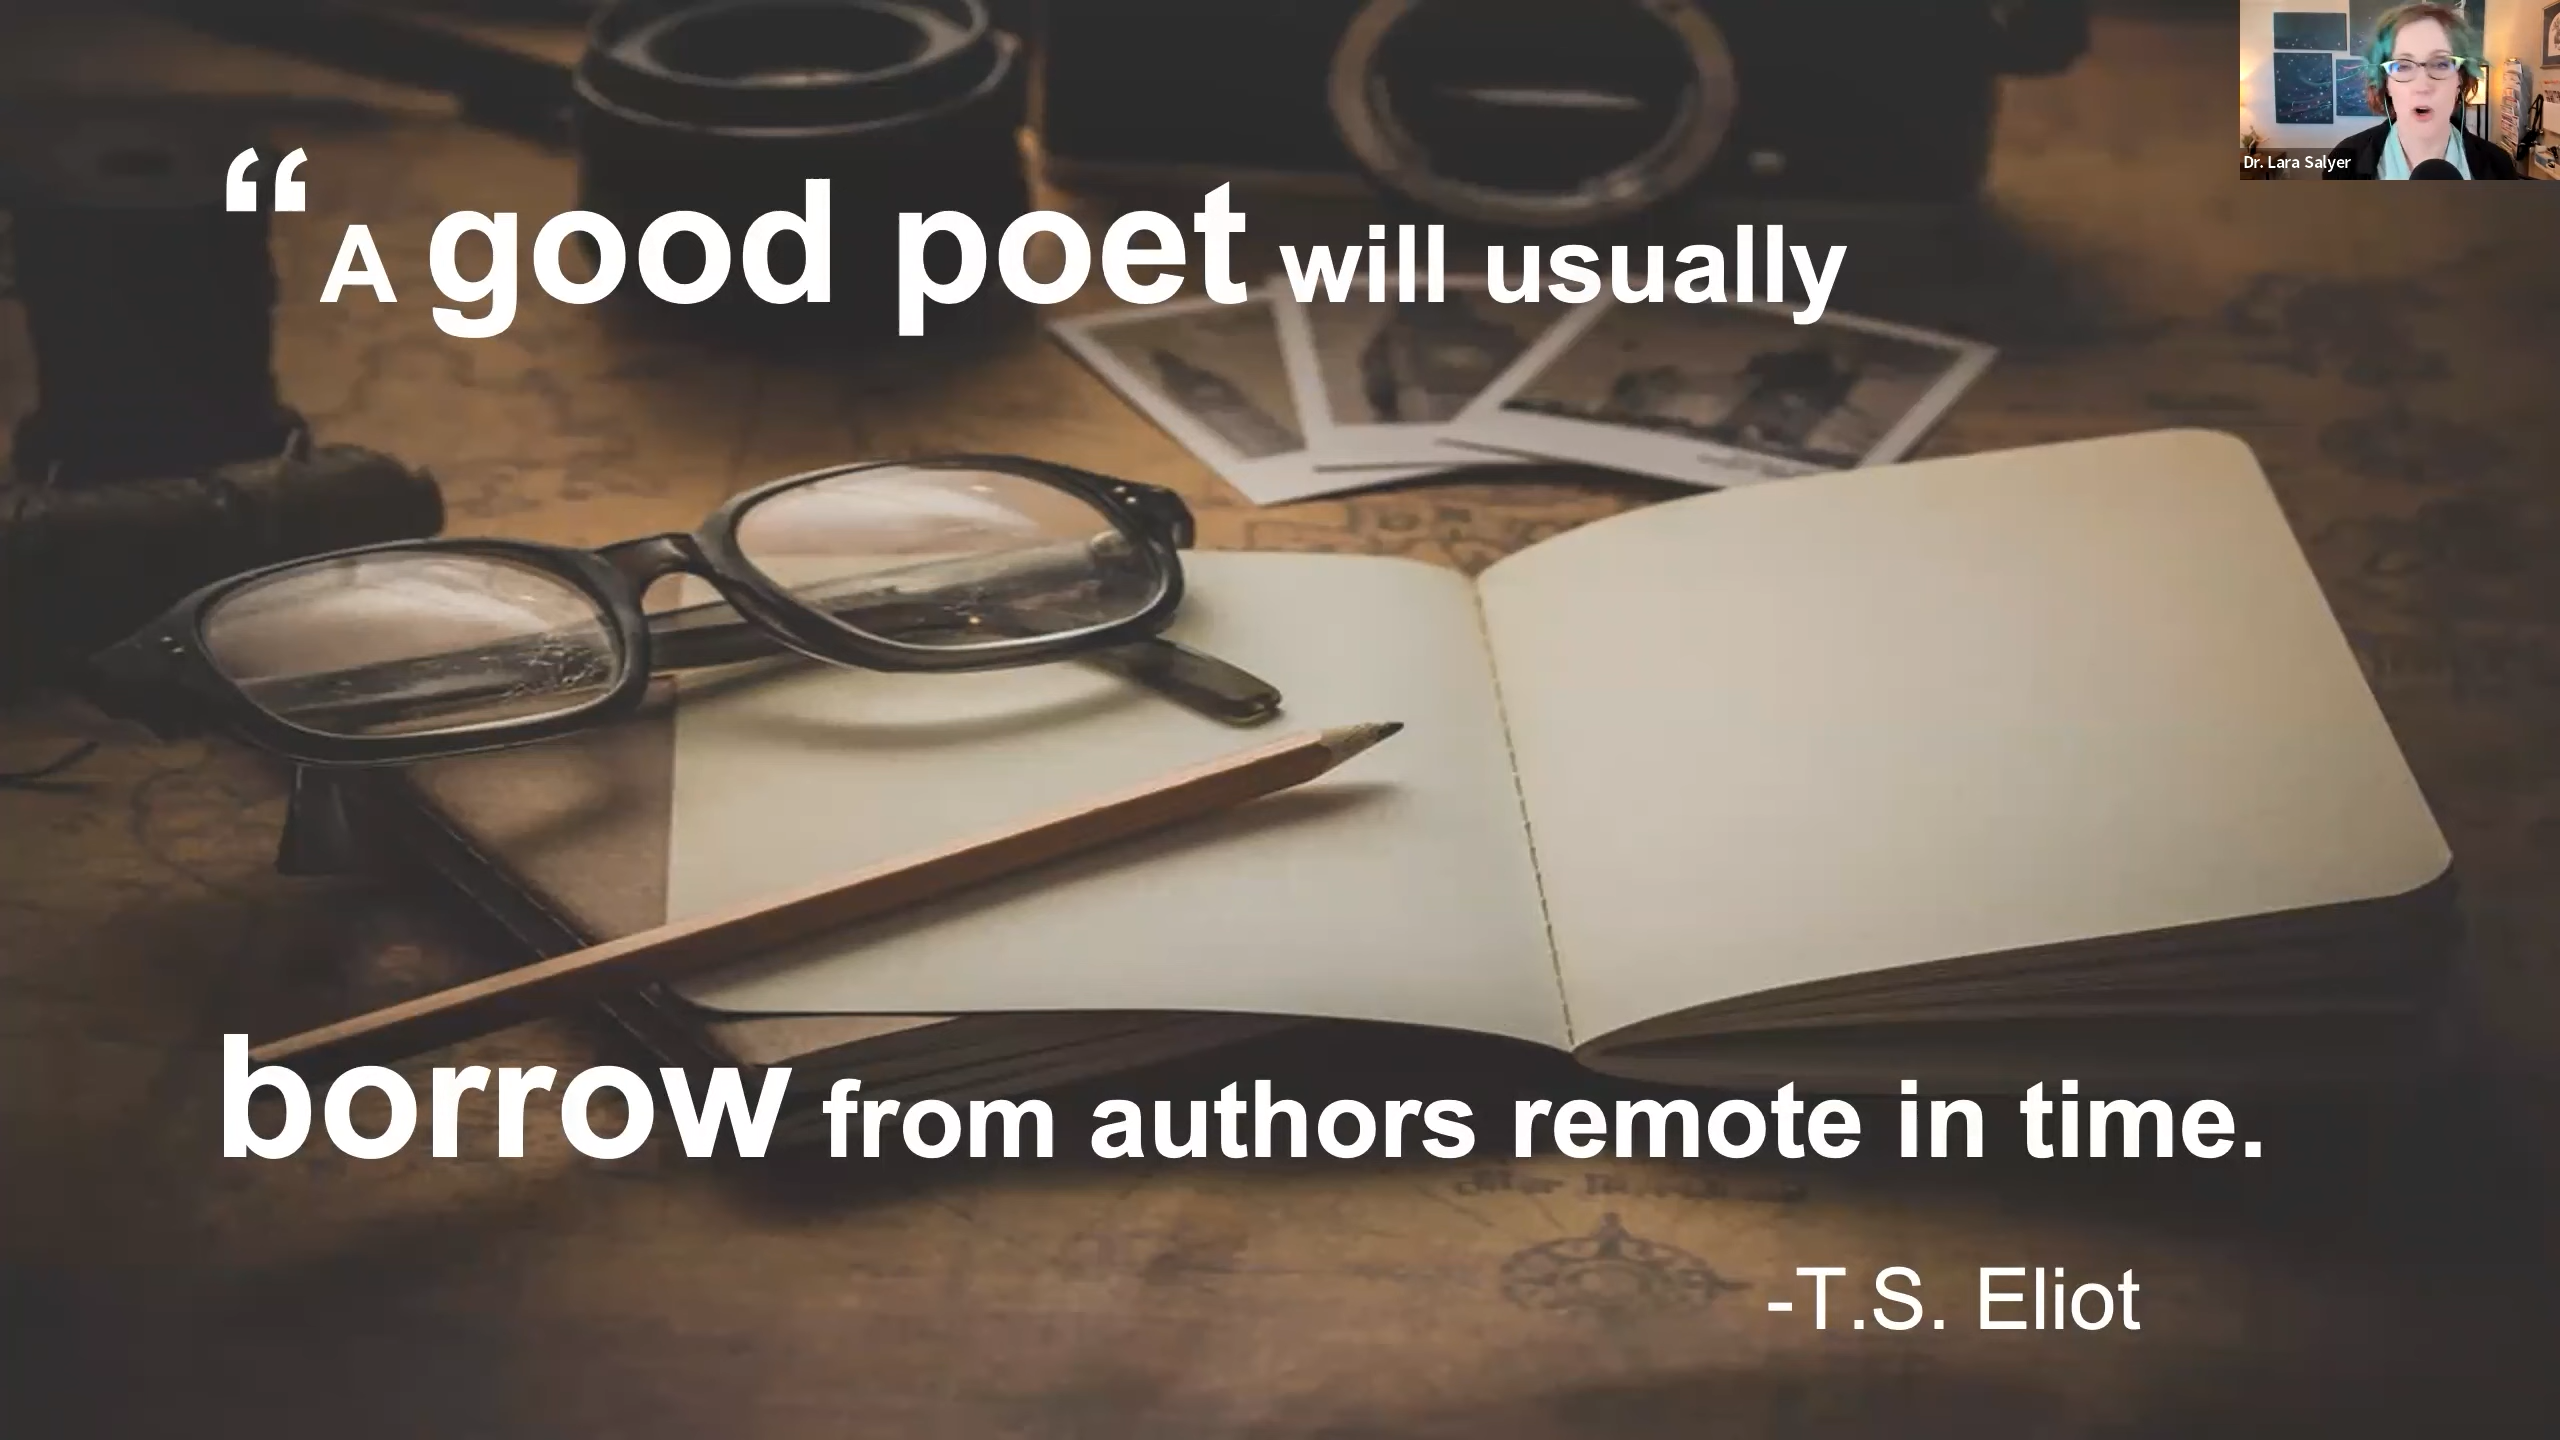 “A good poet will usually
borrow from authors remote in time.
-T.S. Eliot
Dr. Lara Salyer